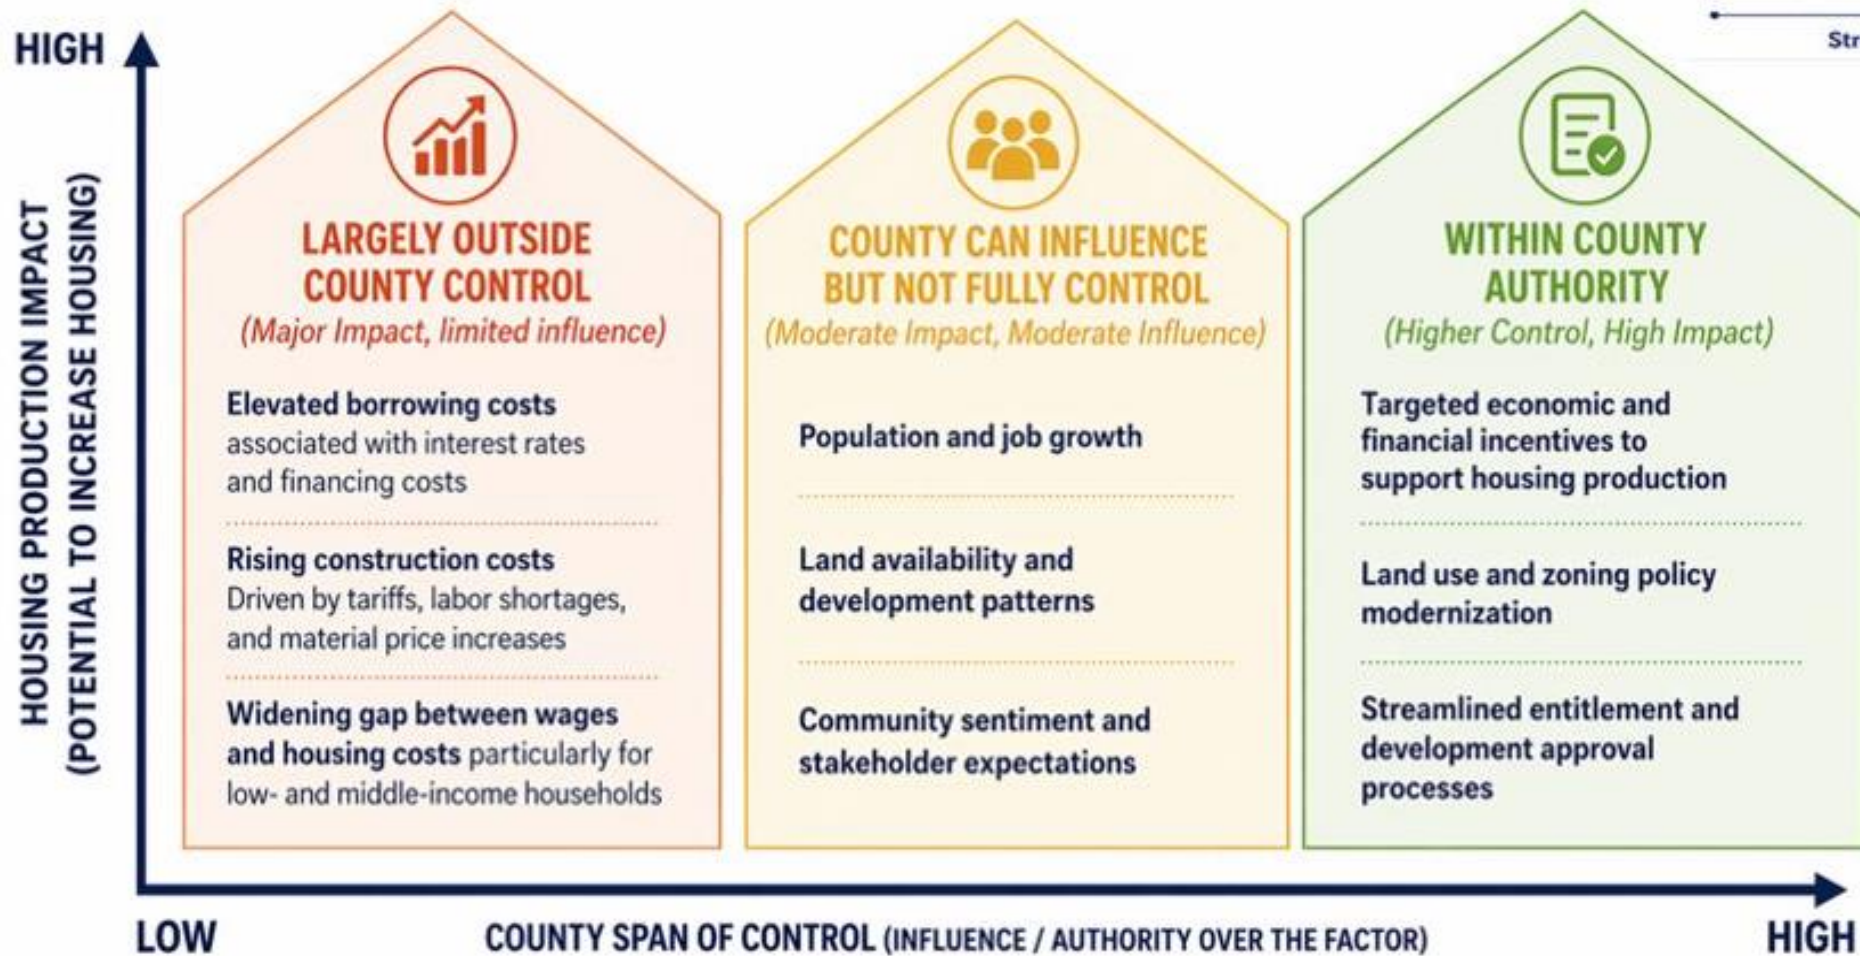 HIGH
HOUSING PRODUCTION IMPACT
(POTENTIAL TO INCREASE HOUSING)
LARGELY OUTSIDE
COUNTY CONTROL
(Major Impact, limited influence)
Elevated borrowing costs
associated with interest rates
and financing costs
Rising construction costs
Driven by tariffs, labor shortages,
and material price increases
Widening gap between wages
and housing costs particularly for
low- and middle-income households
COUNTY CAN INFLUENCE
BUT NOT FULLY CONTROL
(Moderate Impact, Moderate Influence)
Population and job growth
Land availability and
development patterns
Community sentiment and
stakeholder expectations
WITHIN COUNTY
AUTHORITY
(Higher Control, High Impact)
Targeted economic and
financial incentives to
support housing production
Land use and zoning policy
modernization
Streamlined entitlement and
development approval
processes
LOW
COUNTY SPAN OF CONTROL (INFLUENCE / AUTHORITY OVER THE FACTOR)
HIGH